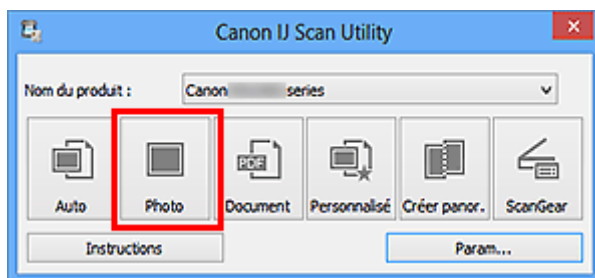 Canon IJ Scan Utility
Nom du produit : Canon series
Auto Photo Document Personnalisé Créer panor. ScanGear
PDF
Instructions Param...